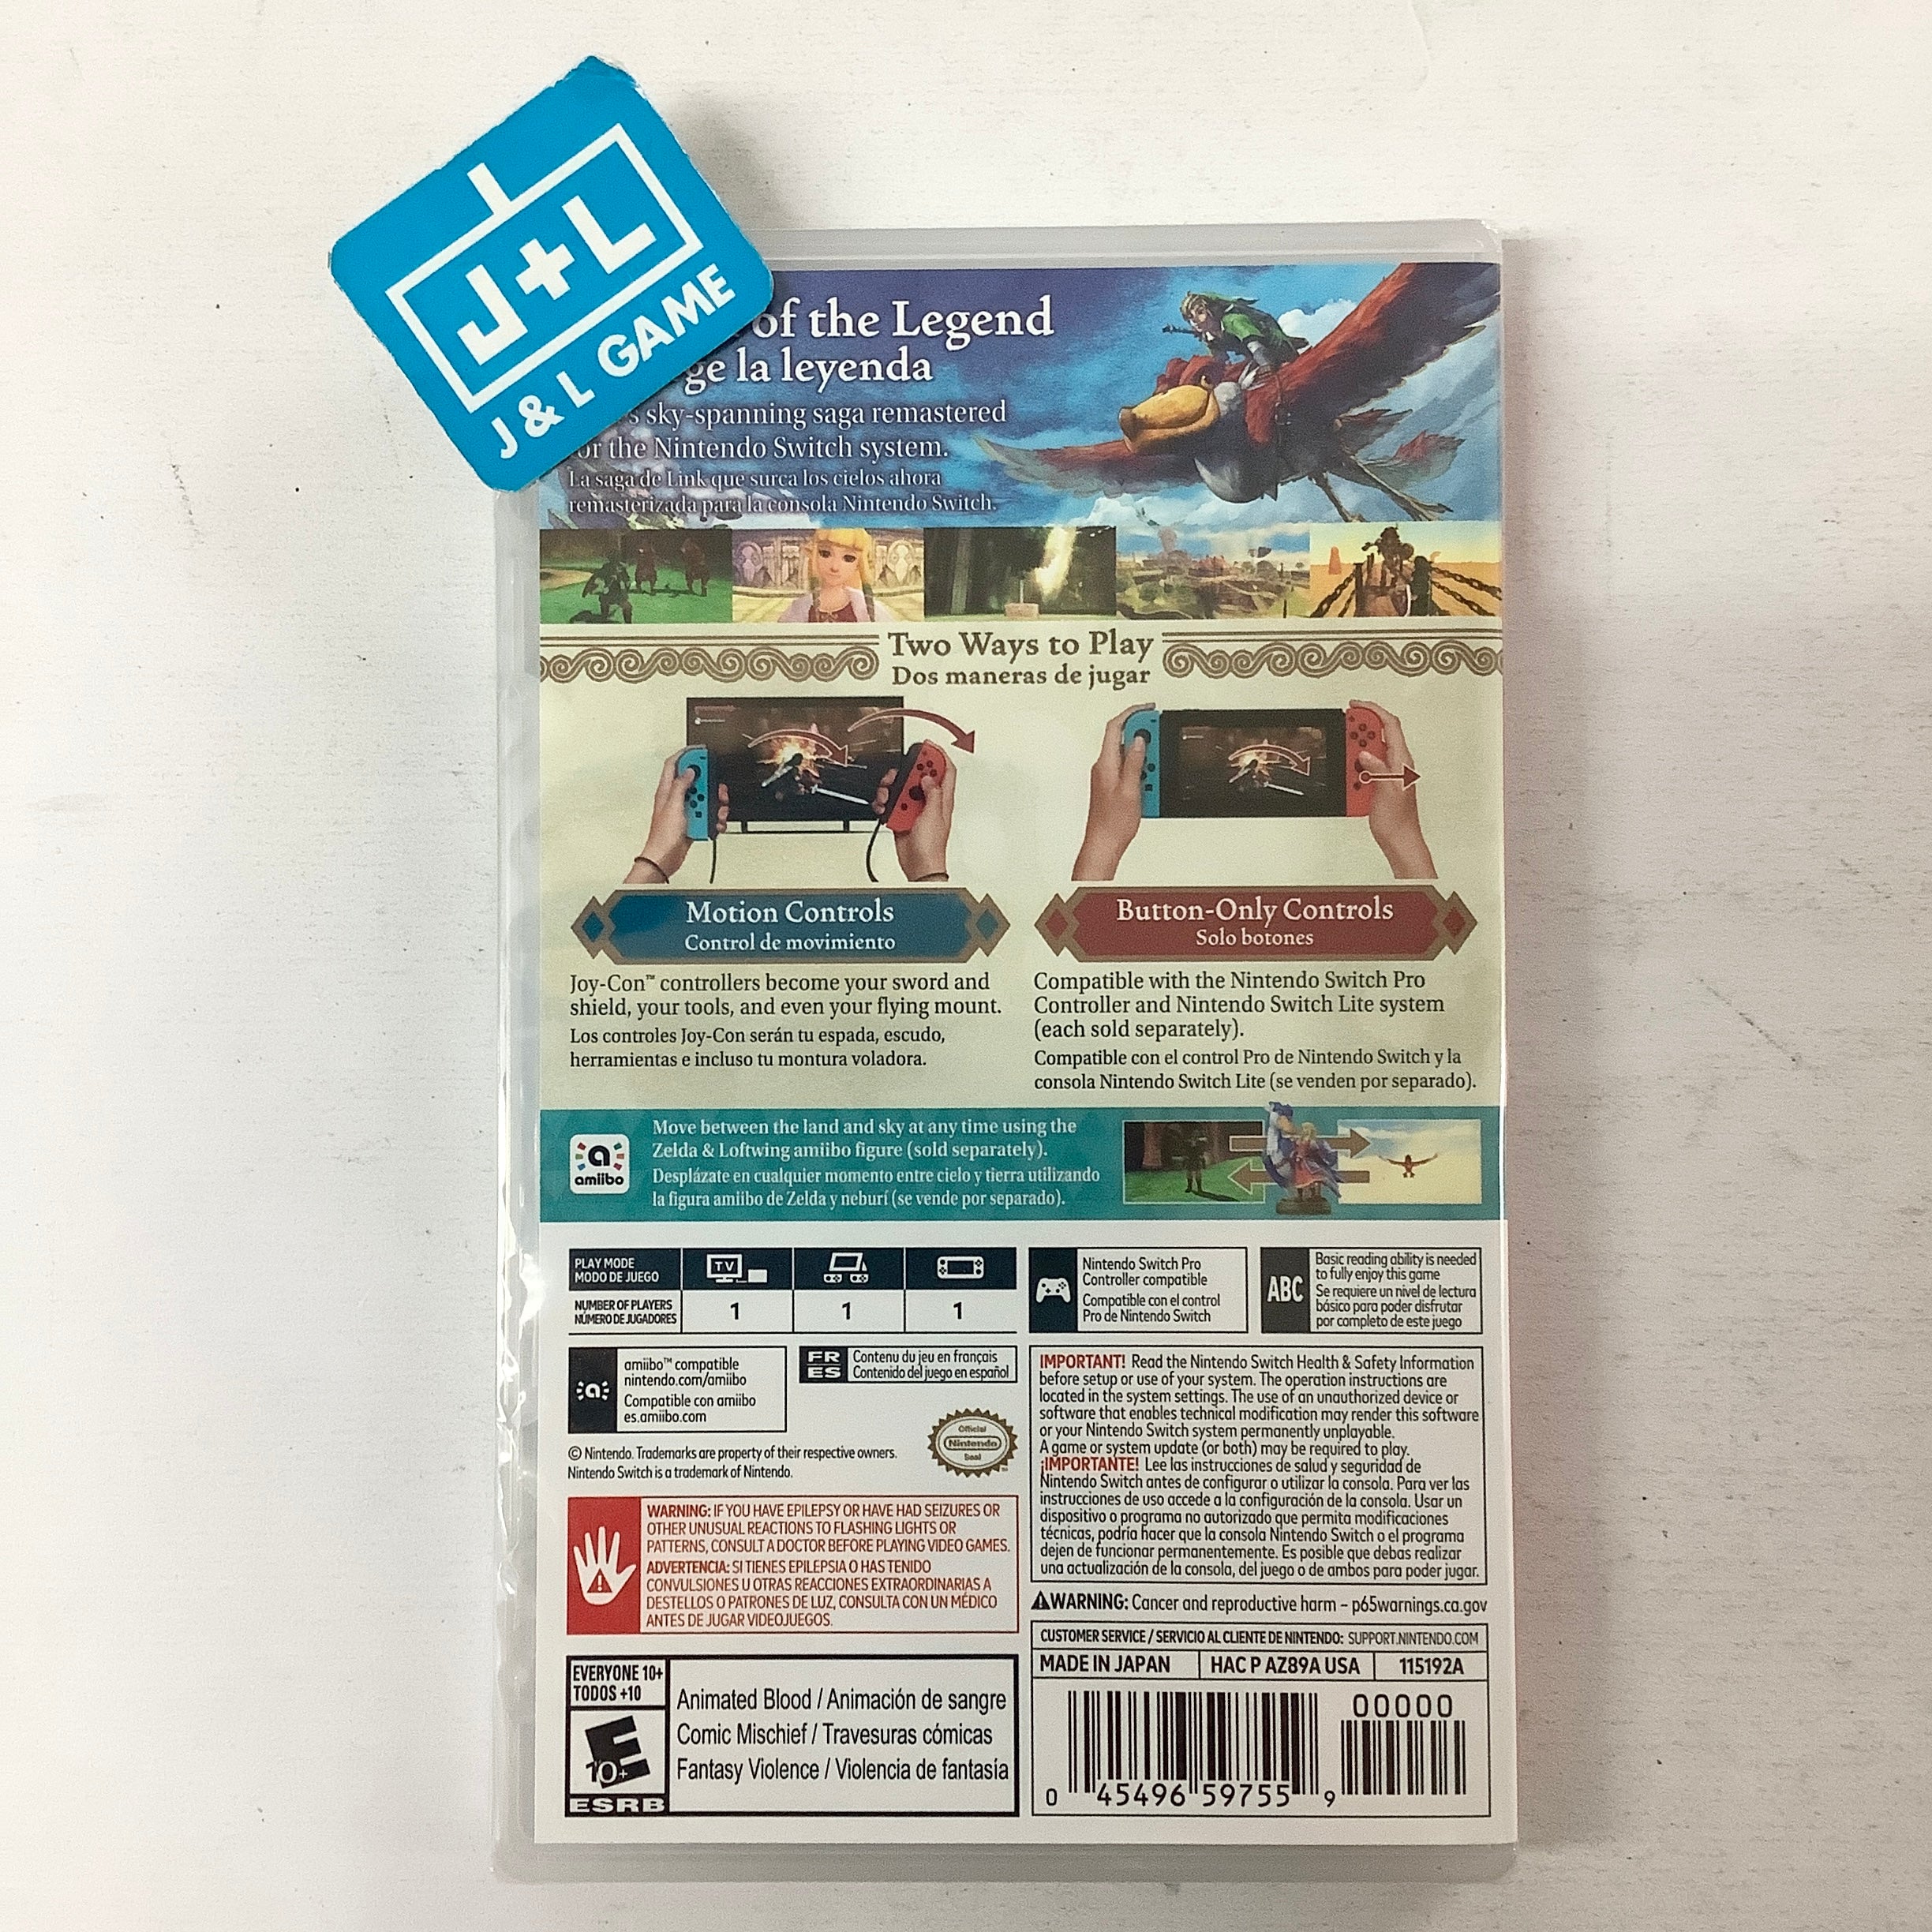 J+L
J & L GAME
of the Legend
ge la leyenda
sky-spanning saga remastered
or the Nintendo Switch system.
La saga de Link que surca los cielos ahora
remasterizada para la consola Nintendo Switch.
Two Ways to Play
Dos maneras de jugar
Motion Controls
Control de movimiento
Joy-Con™ controllers become your sword and
shield, your tools, and even your flying mount.
Los controles Joy-Con serán tu espada, escudo,
herramientas e incluso tu montura voladora.
Button-Only Controls
Solo botones
Compatible with the Nintendo Switch Pro
Controller and Nintendo Switch Lite system
(each sold separately).
Compatible con el control Pro de Nintendo Switch y la
consola Nintendo Switch Lite (se venden por separado).
amiibo
Move between the land and sky at any time using the
Zelda & Loftwing amiibo figure (sold separately).
Desplázate en cualquier momento entre cielo y tierra utilizando
la figura amiibo de Zelda y neburí (se vende por separado).
PLAY MODE
MODO DE JUEGO
TV
NUMBER OF PLAYERS
NÚMERO DE JUGADORES
1 1 1
Nintendo Switch Pro
Controller compatible
Compatible con el control
Pro de Nintendo Switch
ABC
Basic reading ability is needed
to fully enjoy this game
Se requiere un nivel de lectura
básico para poder disfrutar
por completo de este juego
amiibo™ compatible
nintendo.com/amiibo
Compatible con amiibo
es.amiibo.com
FR
ES
Contenu du jeu en français
Contenido del juego en español
© Nintendo. Trademarks are property of their respective owners.
Nintendo Switch is a trademark of Nintendo.
Official
Nintendo
Seal
IMPORTANT! Read the Nintendo Switch Health & Safety Information
before setup or use of your system. The operation instructions are
located in the system settings. The use of an unauthorized device or
software that enables technical modification may render this software
or your Nintendo Switch system permanently unplayable.
A game or system update (or both) may be required to play.
¡IMPORTANTE! Lee las instrucciones de salud y seguridad de
Nintendo Switch antes de configurar o utilizar la consola. Para ver las
instrucciones de uso accede a la configuración de la consola. Usar un
dispositivo o programa no autorizado que permita modificaciones
técnicas, podría hacer que la consola Nintendo Switch o el programa
dejen de funcionar permanentemente. Es posible que debas realizar
una actualización de la consola, del juego o de ambos para poder jugar.
WARNING: IF YOU HAVE EPILEPSY OR HAVE HAD SEIZURES OR
OTHER UNUSUAL REACTIONS TO FLASHING LIGHTS OR
PATTERNS, CONSULT A DOCTOR BEFORE PLAYING VIDEO GAMES.
ADVERTENCIA: SI TIENES EPILEPSIA O HAS TENIDO
CONVULSIONES U OTRAS REACCIONES EXTRAORDINARIAS A
DESTELLOS O PATRONES DE LUZ, CONSULTA CON UN MÉDICO
ANTES DE JUGAR VIDEOJUEGOS.
WARNING: Cancer and reproductive harm – p65warnings.ca.gov
CUSTOMER SERVICE / SERVICIO AL CLIENTE DE NINTENDO: SUPPORT.NINTENDO.COM
MADE IN JAPAN HAC P AZ89A USA 115192A
EVERYONE 10+
TODOS +10
E
10+
ESRB
Animated Blood / Animación de sangre
Comic Mischief / Travesuras cómicas
Fantasy Violence / Violencia de fantasía
00000
0 45496 59755 9